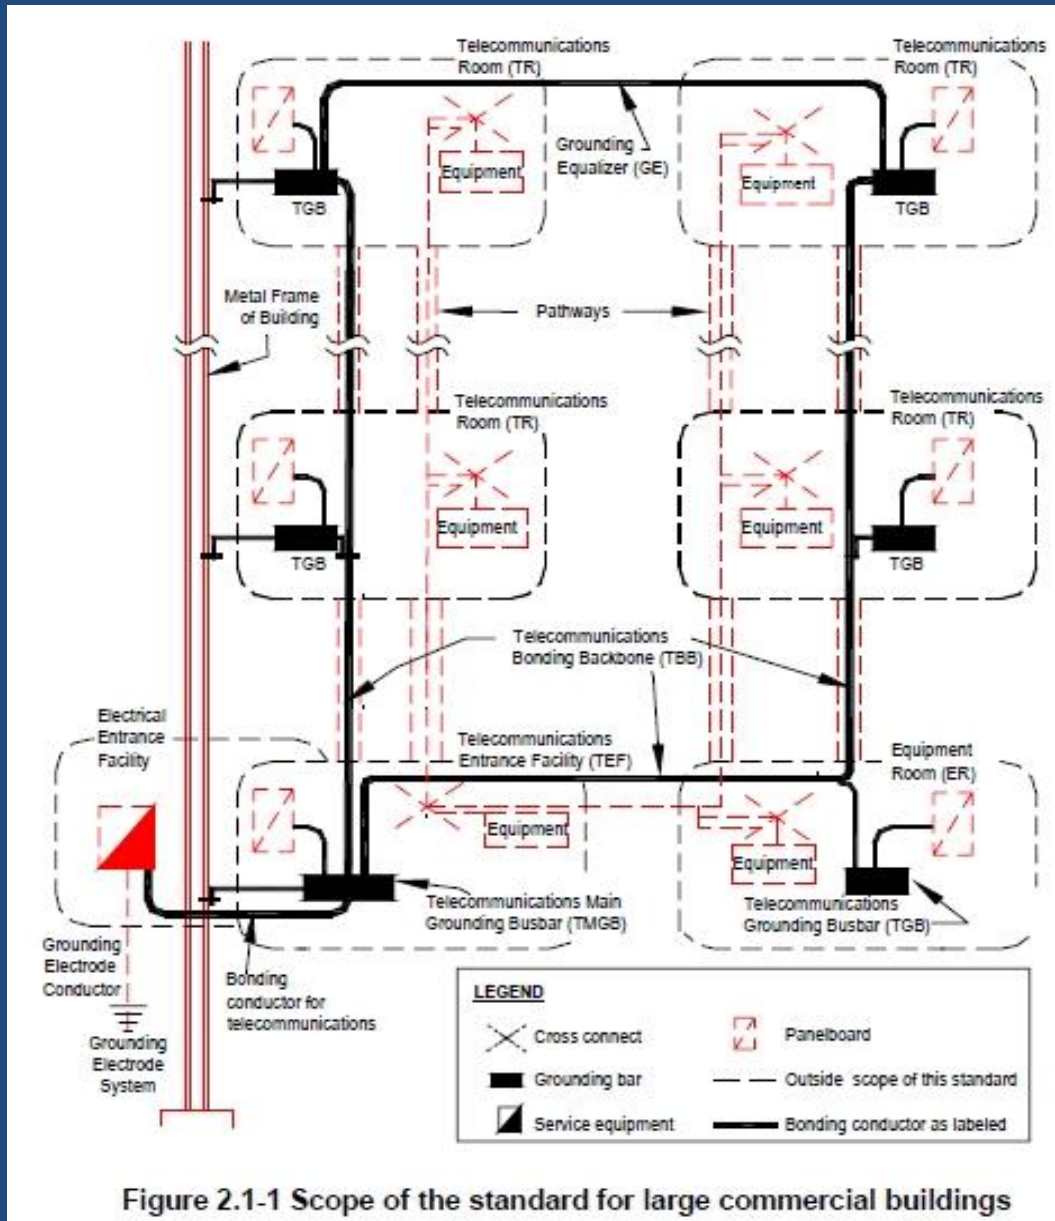 Telecommunications
Room (TR)
Telecommunications
Room (TR)
Grounding
Equalizer (GE)
Equipment
Equipment
TGB
TGB
Metal Frame
of Building
Pathways
Telecommunications
Room (TR)
Telecommunications
Room (TR)
Equipment
Equipment
TGB
TGB
Telecommunications
Bonding Backbone (TBB)
Electrical
Entrance
Facility
Telecommunications
Entrance Facility (TEF)
Equipment
Room (ER)
Equipment
Equipment
Telecommunications Main
Grounding Busbar (TMGB)
Telecommunications
Grounding Busbar (TGB)
Grounding
Electrode
Conductor
Bonding
conductor for
telecommunications
Grounding
Electrode
System
LEGEND
Cross connect
Panelboard
Grounding bar
Outside scope of this standard
Service equipment
Bonding conductor as labeled
Figure 2.1-1 Scope of the standard for large commercial buildings